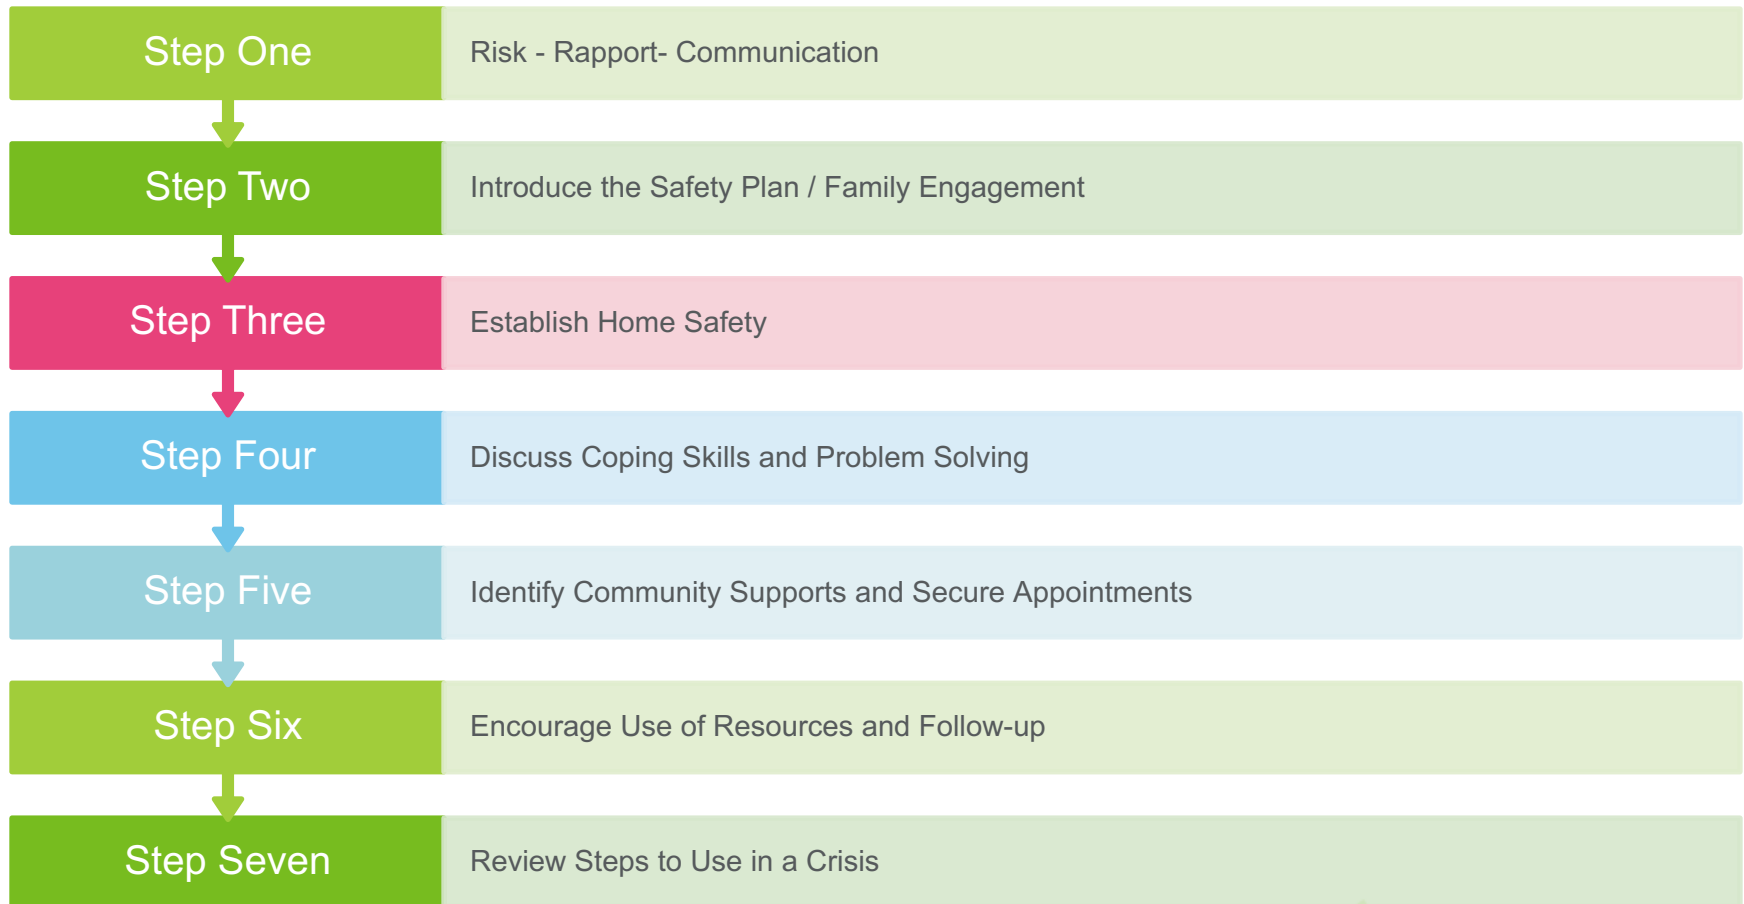 Step One
Risk - Rapport- Communication
Step Two
Introduce the Safety Plan / Family Engagement
Step Three
Establish Home Safety
Step Four
Discuss Coping Skills and Problem Solving
Step Five
Identify Community Supports and Secure Appointments
Step Six
Encourage Use of Resources and Follow-up
Step Seven
Review Steps to Use in a Crisis